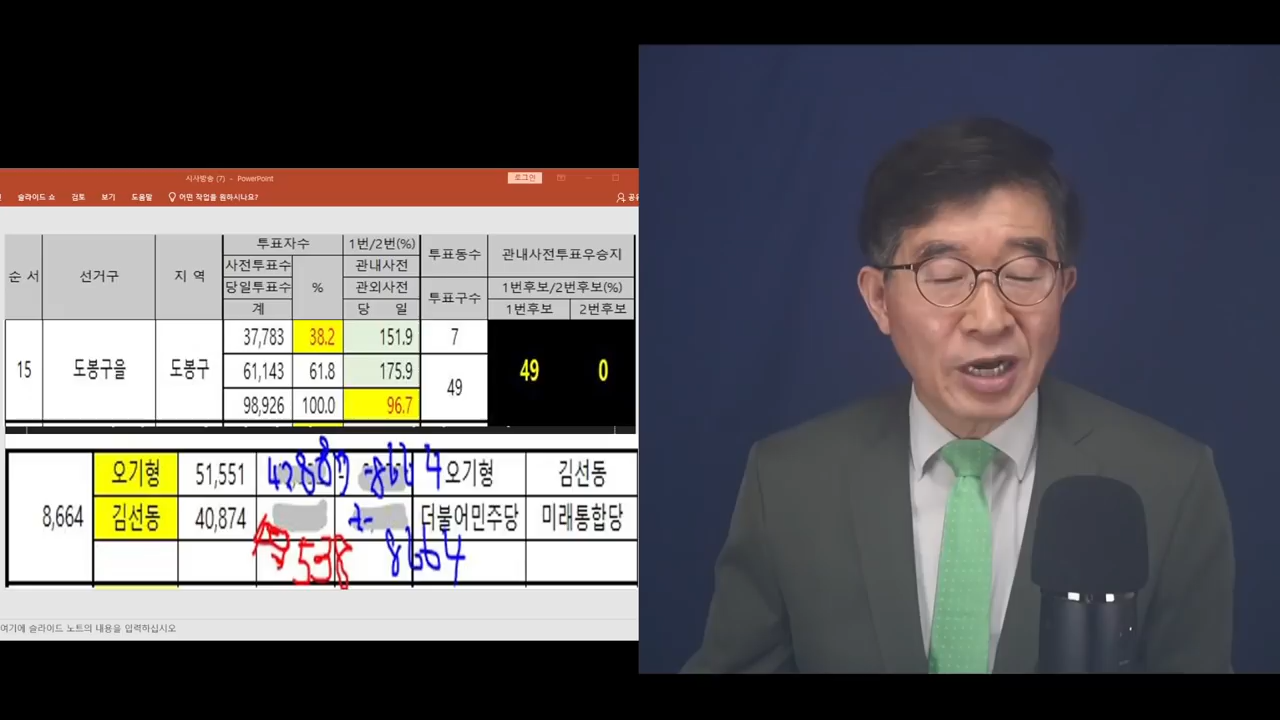 시사방송 (7) - PowerPoint
로그인
슬라이드 쇼 검토 보기 도움말 어떤 작업을 원하시나요? 공유
순 서 선거구 지 역 투표자수 1번/2번(%) 투표동수 관내사전투표우승지
사전투표수 % 관내사전
당일투표수 관외사전 투표구수 1번후보/2번후보(%)
계 당 일 1번후보 2번후보
15 도봉구을 도봉구 37,783 38.2 151.9 7 49 0
61,143 61.8 175.9 49
98,926 100.0 96.7
8,664 오기형 51,551 -8664 오기형 김선동
김선동 40,874 더불어민주당 미래통합당
8664
여기에 슬라이드 노트의 내용을 입력하십시오